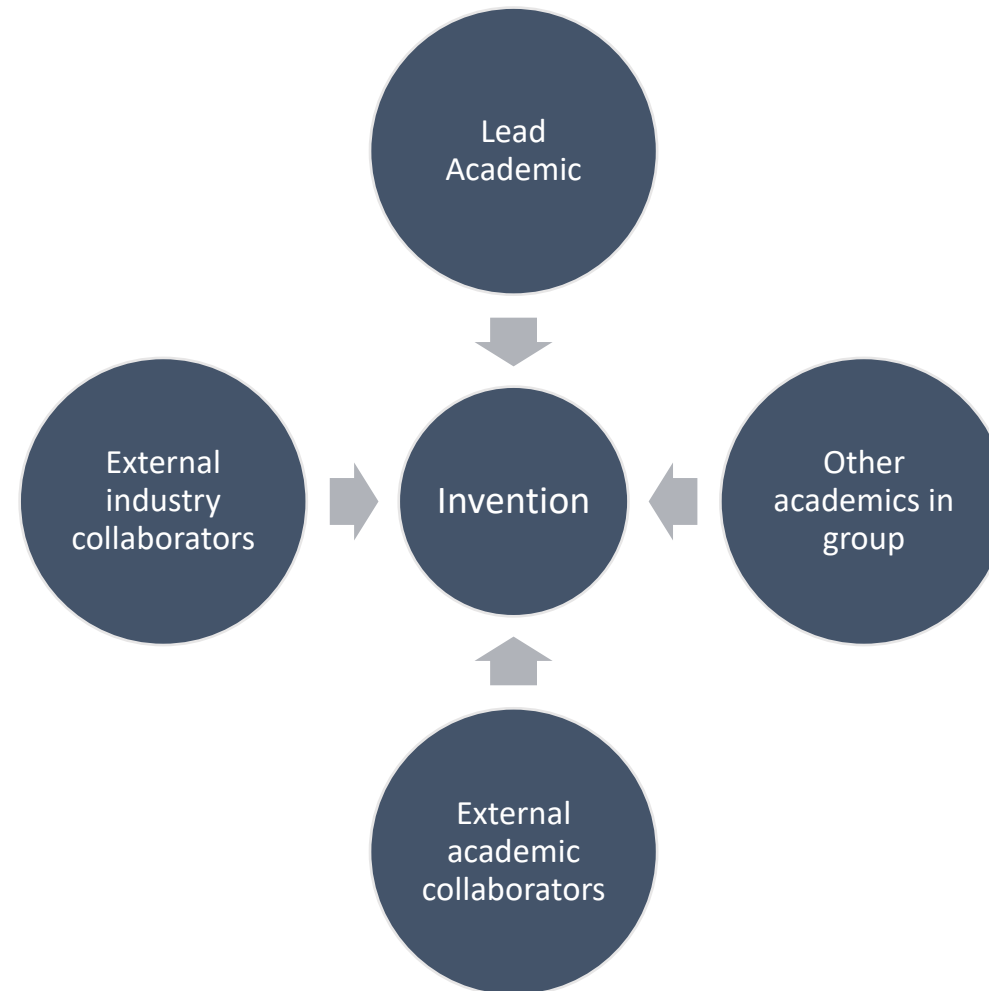 Lead
Academic
External
industry
collaborators
Invention
Other
academics in
group
External
academic
collaborators